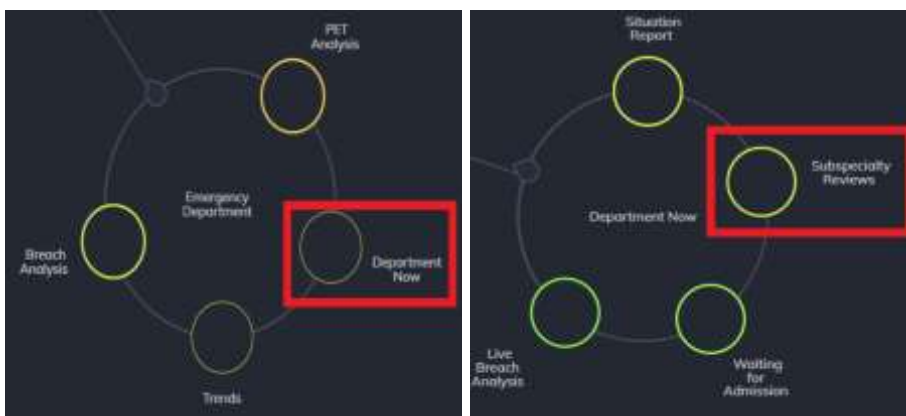 PET
Analysis
Emergency
Department
Breach
Analysis
Department
Now
Trends
Situation
Report
Subspecialty
Reviews
Department Now
Live
Breach
Analysis
Waiting
for
Admission